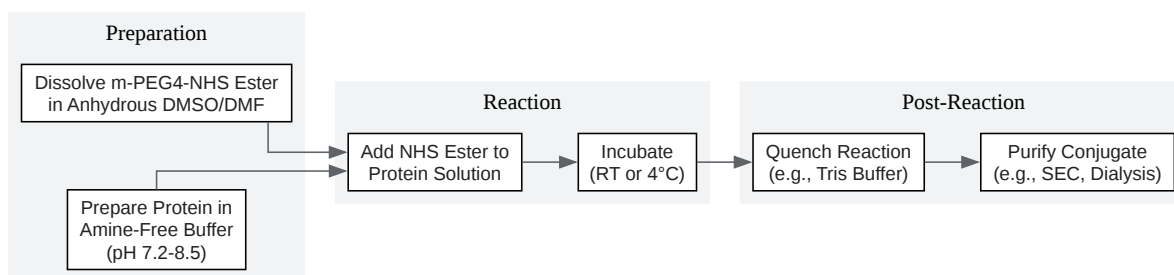 Preparation
Dissolve m-PEG4-NHS Ester
in Anhydrous DMSO/DMF
Prepare Protein in
Amine-Free Buffer
(pH 7.2-8.5)
Reaction
Add NHS Ester to
Protein Solution
Incubate
(RT or 4°C)
Post-Reaction
Quench Reaction
(e.g., Tris Buffer)
Purify Conjugate
(e.g., SEC, Dialysis)